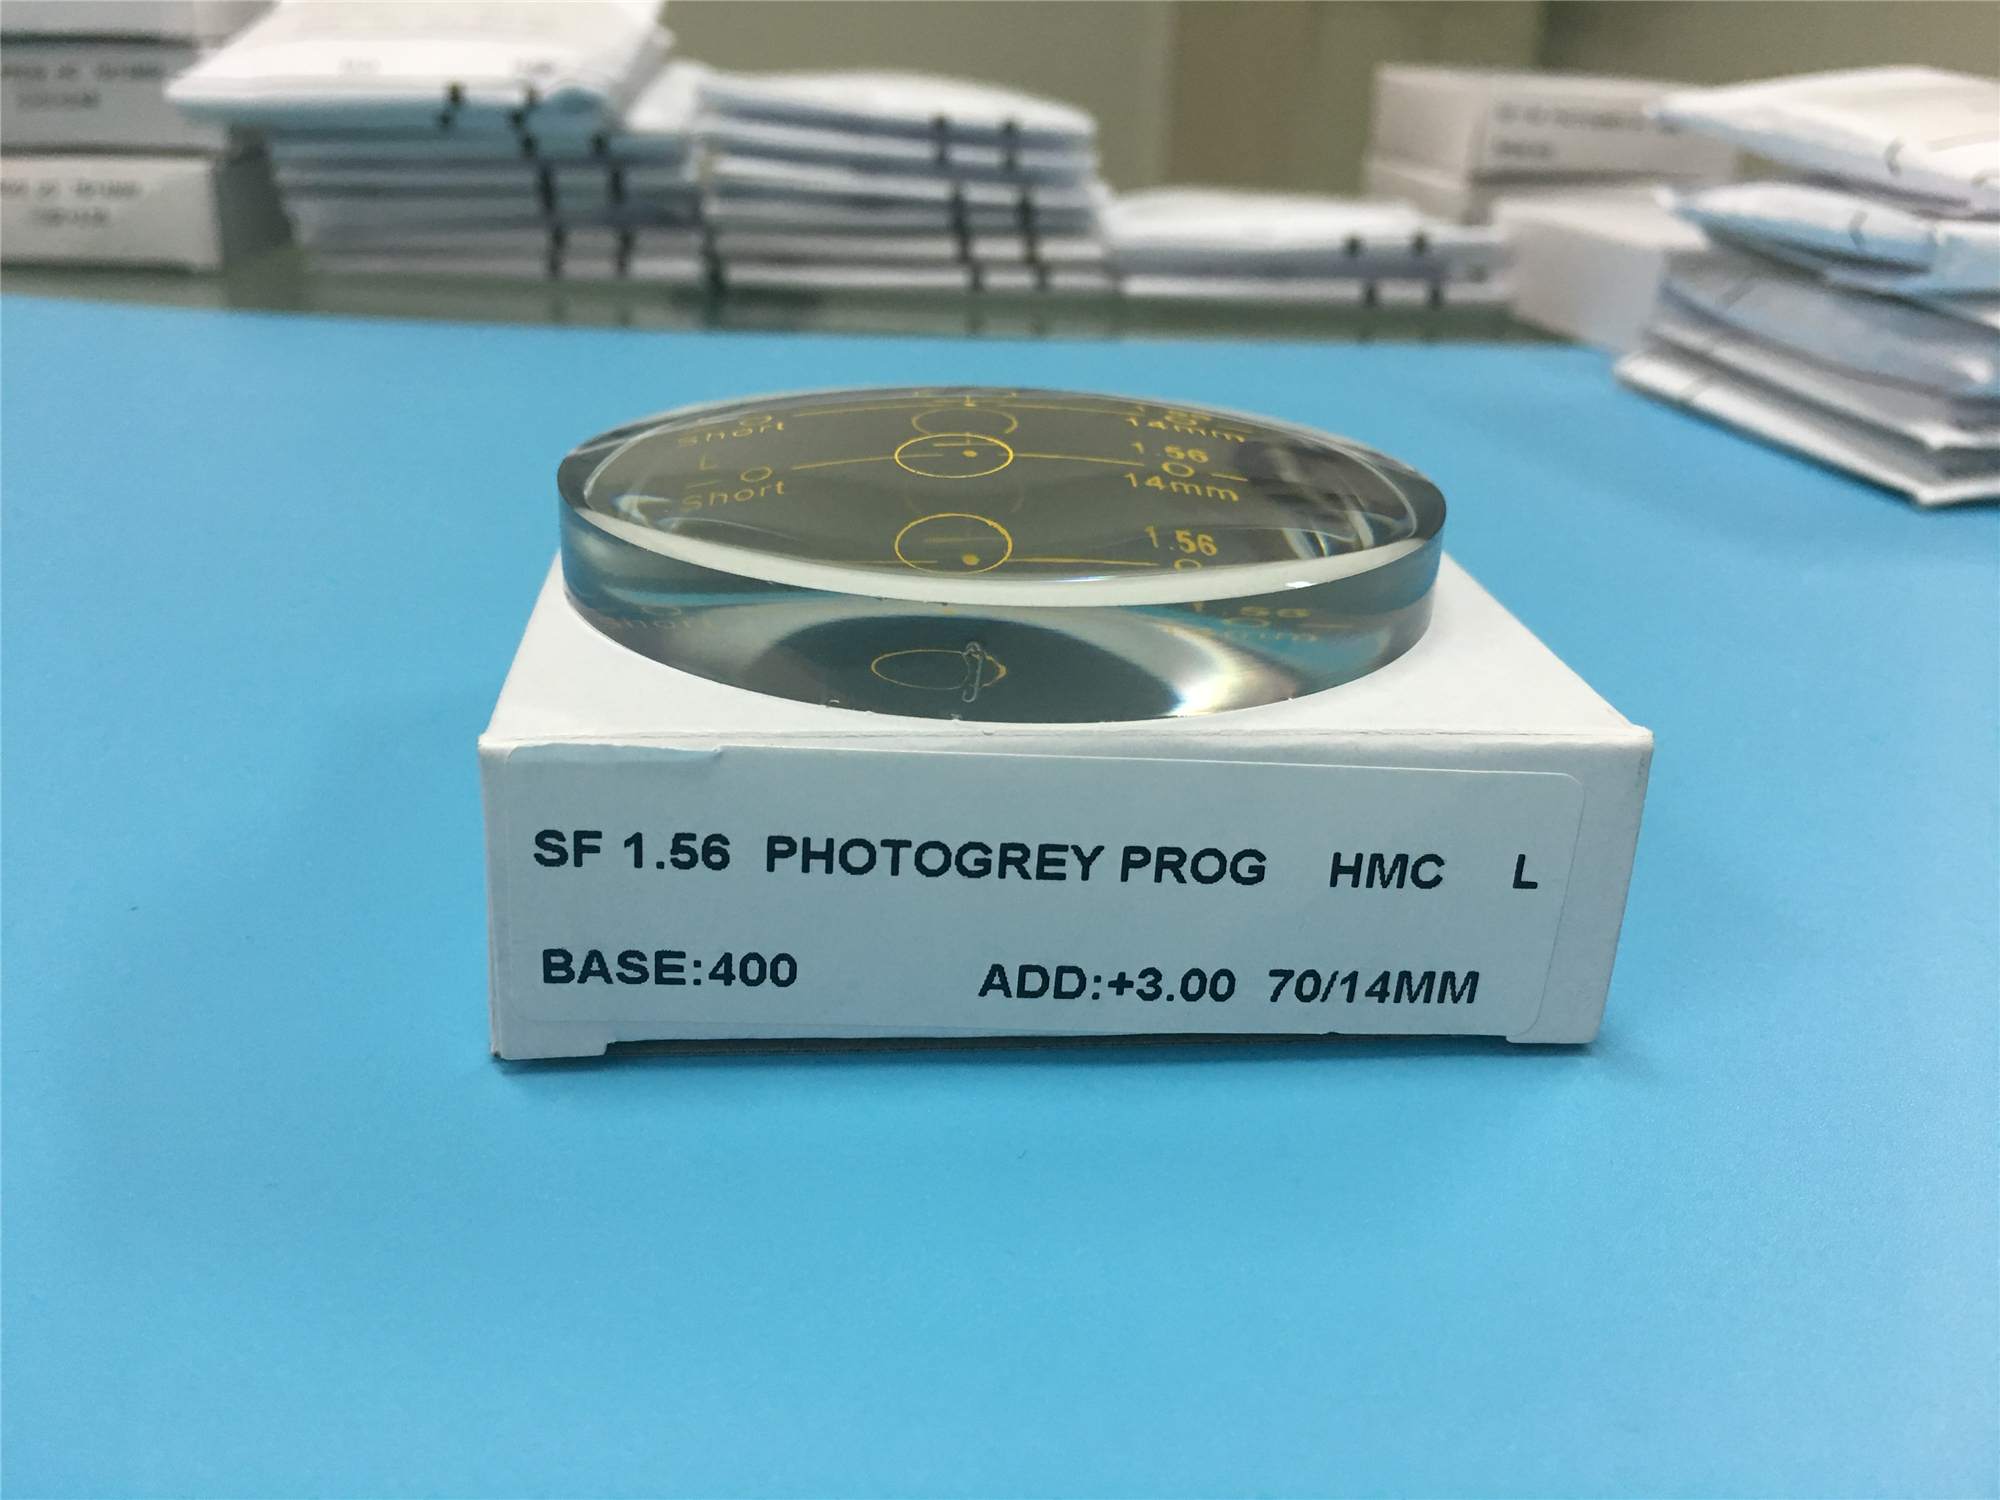 Short
14mm
L
1.56
Short
14mm
1.56
1.56
SF 1.56 PHOTOGREY PROG HMC L
BASE:400 ADD:+3.00 70/14MM